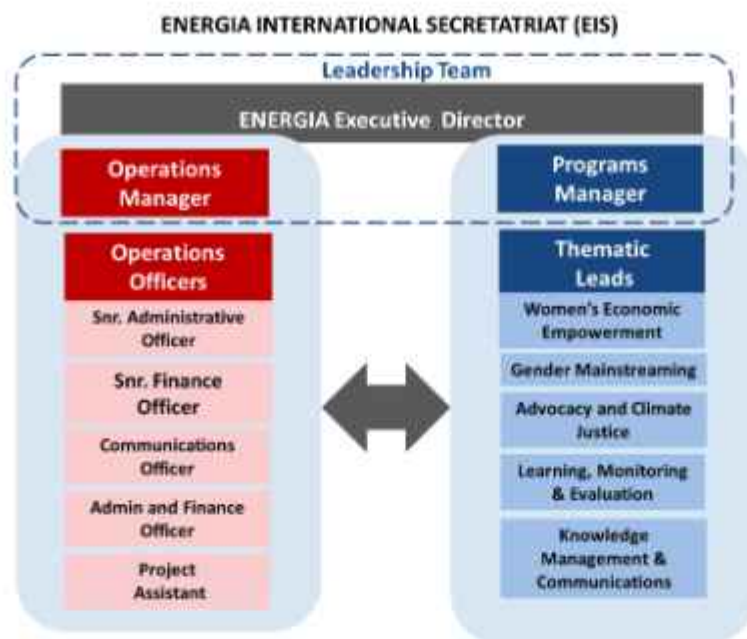 ENERGIA INTERNATIONAL SECRETATRIAT (EIS)
Leadership Team
ENERGIA Executive Director
Operations
Manager
Operations
Officers
Snr. Administrative
Officer
Snr. Finance
Officer
Communications
Officer
Admin and Finance
Officer
Project
Assistant
Programs
Manager
Thematic
Leads
Women's Economic
Empowerment
Gender Mainstreaming
Advocacy and Climate
Justice
Learning, Monitoring
& Evaluation
Knowledge
Management &
Communications